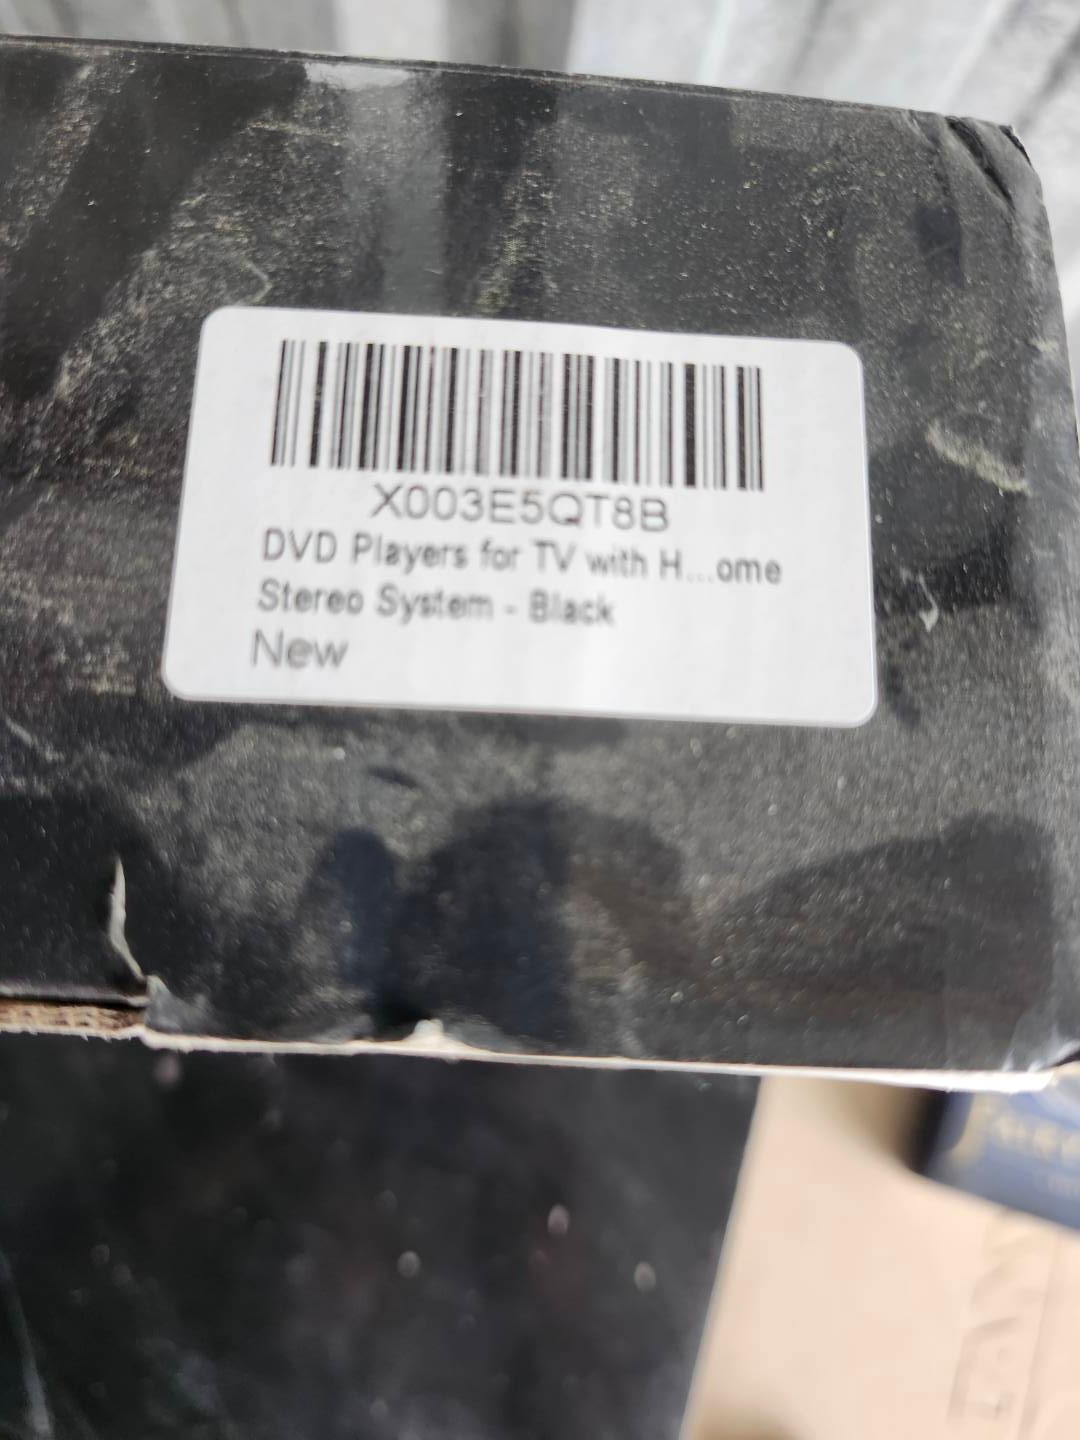 X003E5QT8B
DVD Players for TV with H...ome
Stereo System - Black
New